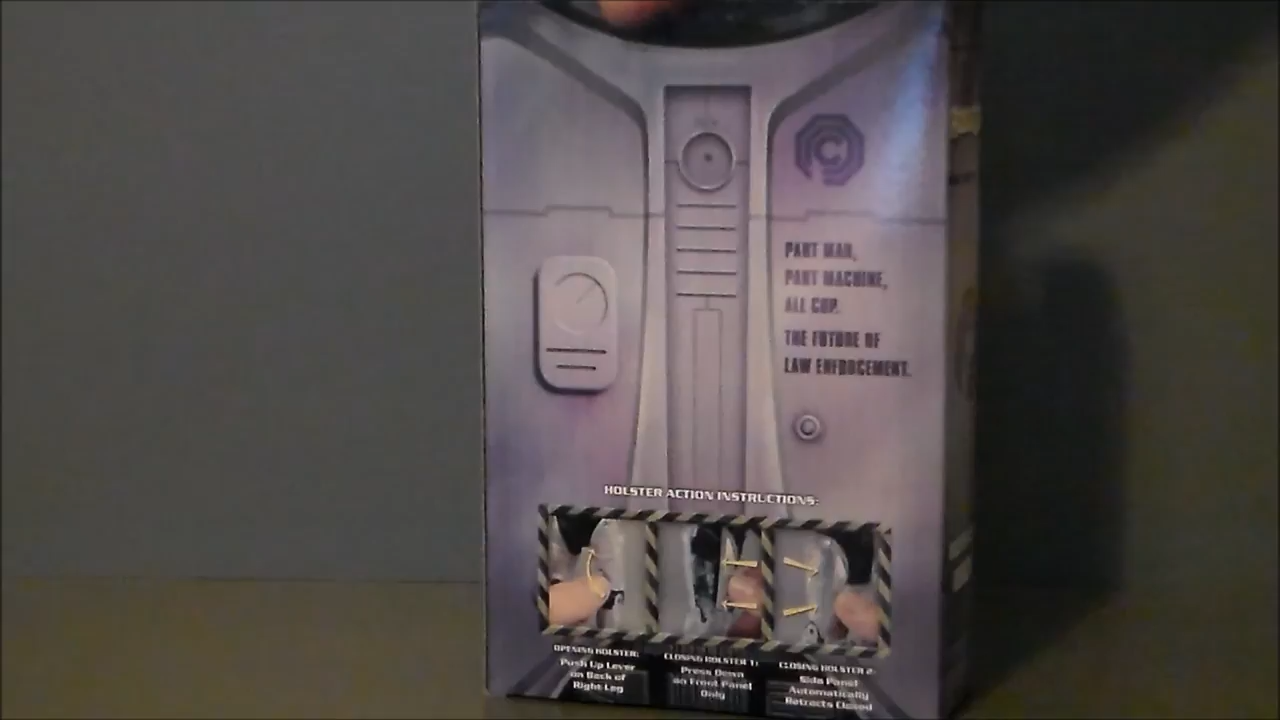 PART MAN,
PART MACHINE,
ALL COP.
THE FUTURE OF
LAW ENFORCEMENT.
HOLSTER ACTION INSTRUCTIONS:
OPENING HOLSTER:
Push Up Lever
on Back of
Right Leg
CLOSING HOLSTER 1:
Press Down
on Front Panel
Only
CLOSING HOLSTER 2:
Side Panel
Automatically
Retracts Closed